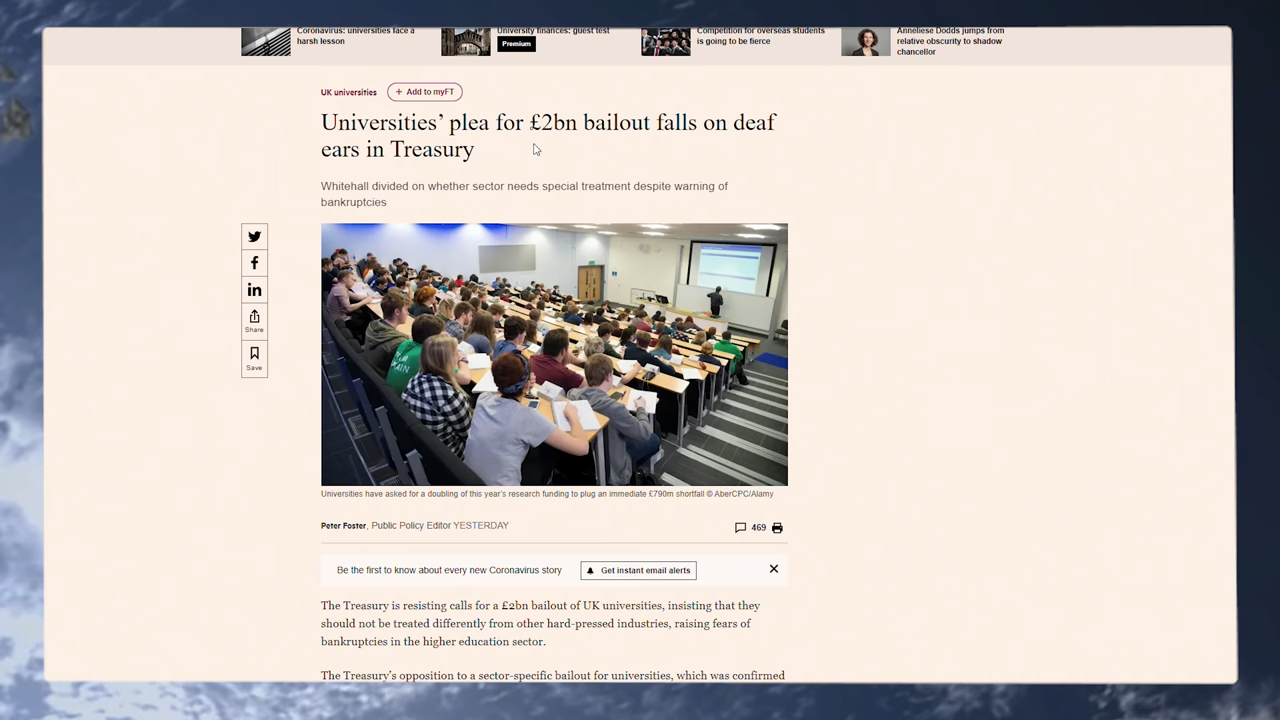 Coronavirus: universities face a
harsh lesson
University finances: guest test
Premium
Competition for overseas students
is going to be fierce
Anneliese Dodds jumps from
relative obscurity to shadow
chancellor
UK universities
+ Add to myFT
Universities’ plea for £2bn bailout falls on deaf
ears in Treasury
Whitehall divided on whether sector needs special treatment despite warning of
bankruptcies
Share
Save
Universities have asked for a doubling of this year’s research funding to plug an immediate £790m shortfall © AberCPC/Alamy
Peter Foster, Public Policy Editor YESTERDAY
469
Be the first to know about every new Coronavirus story
Get instant email alerts
The Treasury is resisting calls for a £2bn bailout of UK universities, insisting that they
should not be treated differently from other hard-pressed industries, raising fears of
bankruptcies in the higher education sector.
The Treasury’s opposition to a sector-specific bailout for universities, which was confirmed